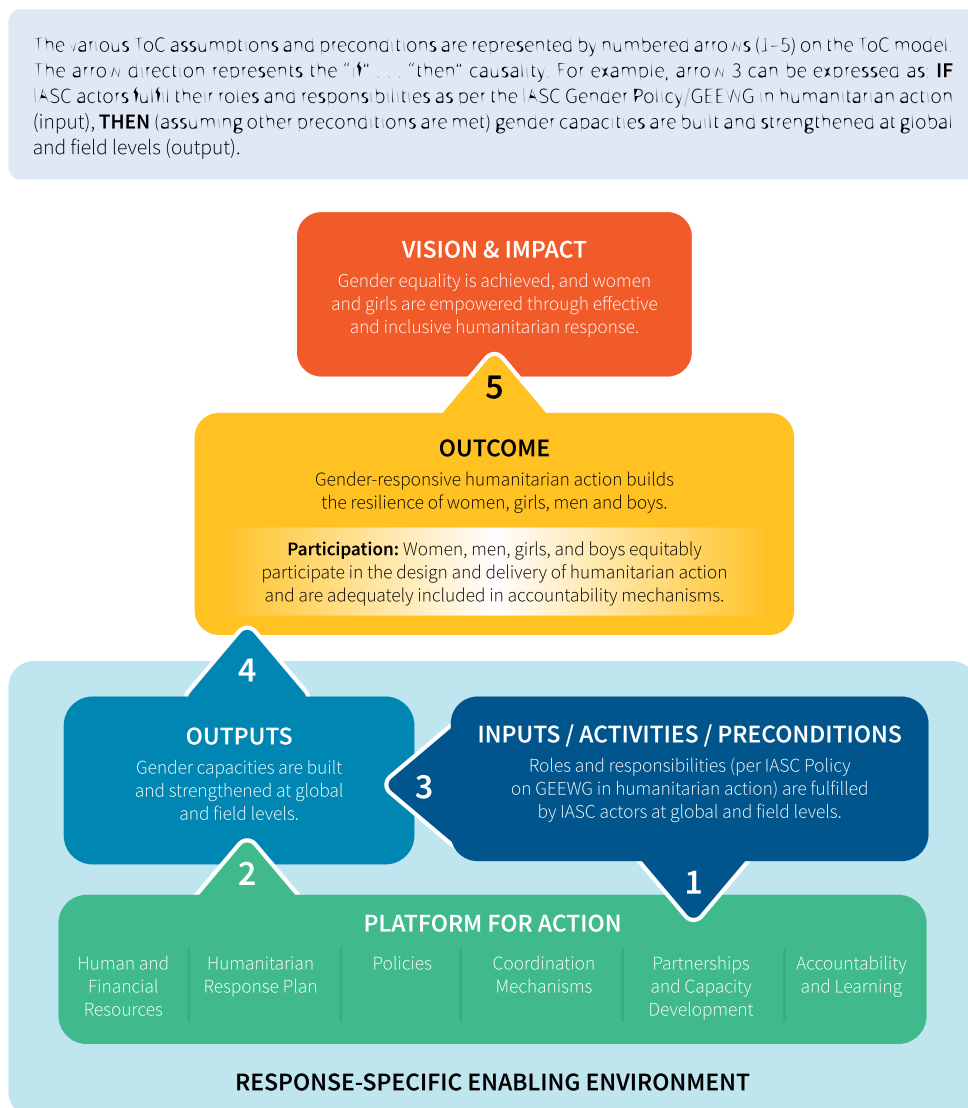 The various ToC assumptions and preconditions are represented by numbered arrows (1–5) on the ToC model.
The arrow direction represents the “if” . . . “then” causality. For example, arrow 3 can be expressed as: IF
IASC actors fulfil their roles and responsibilities as per the IASC Gender Policy/GEEWG in humanitarian action
(input), THEN (assuming other preconditions are met) gender capacities are built and strengthened at global
and field levels (output).
VISION & IMPACT
Gender equality is achieved, and women
and girls are empowered through effective
and inclusive humanitarian response.
5
OUTCOME
Gender-responsive humanitarian action builds
the resilience of women, girls, men and boys.
Participation: Women, men, girls, and boys equitably
participate in the design and delivery of humanitarian action
and are adequately included in accountability mechanisms.
4
OUTPUTS
Gender capacities are built
and strengthened at global
and field levels.
3
INPUTS / ACTIVITIES / PRECONDITIONS
Roles and responsibilities (per IASC Policy
on GEEWG in humanitarian action) are fulfilled
by IASC actors at global and field levels.
2
1
PLATFORM FOR ACTION
Human and
Financial
Resources
Humanitarian
Response Plan
Policies
Coordination
Mechanisms
Partnerships
and Capacity
Development
Accountability
and Learning
RESPONSE-SPECIFIC ENABLING ENVIRONMENT